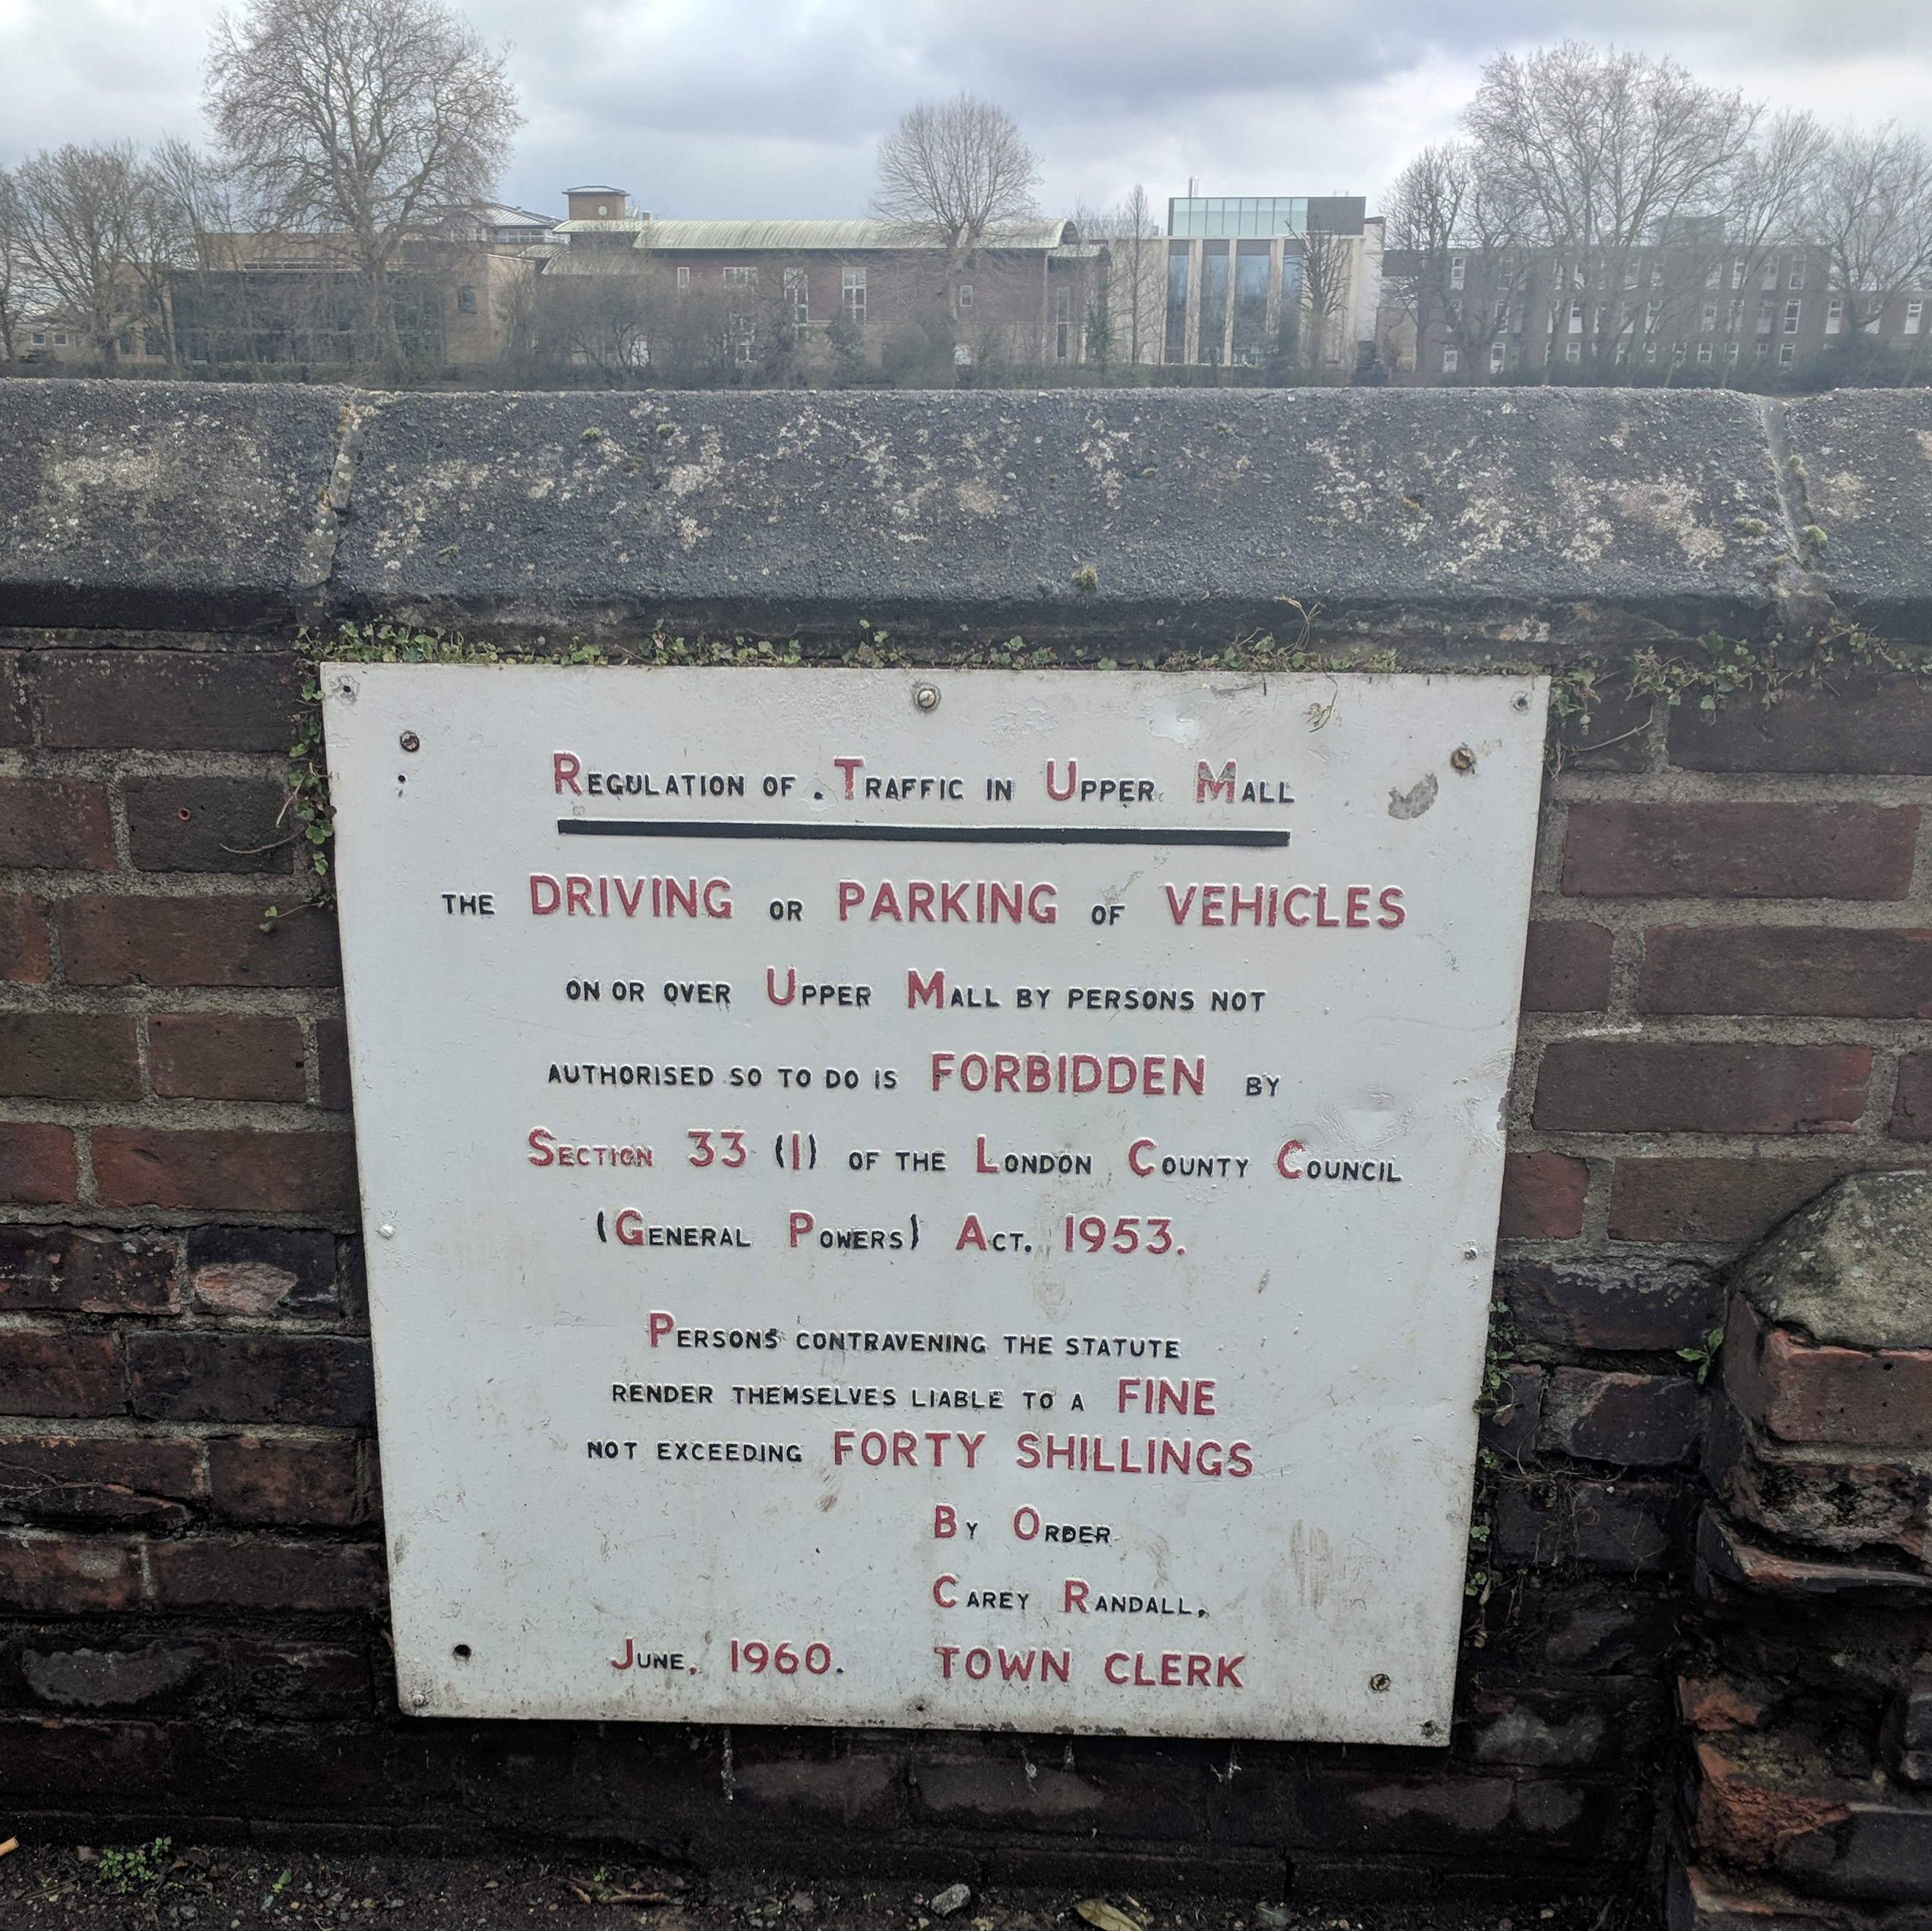 Regulation of . Traffic in Upper Mall
THE DRIVING OR PARKING OF VEHICLES
ON OR OVER Upper Mall BY PERSONS NOT
AUTHORISED SO TO DO IS FORBIDDEN BY
Section 33 (1) OF THE London County Council
(General Powers) Act. 1953.
Persons CONTRAVENING THE STATUTE
RENDER THEMSELVES LIABLE TO A FINE
NOT EXCEEDING FORTY SHILLINGS
By Order
Carey Randall,
June, 1960. TOWN CLERK